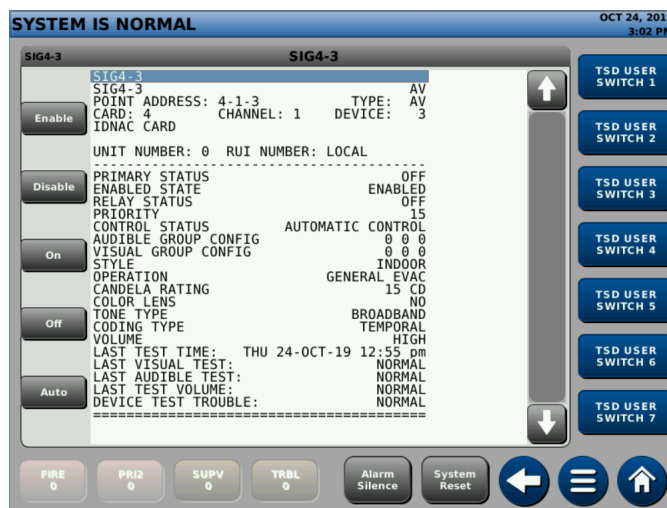 SYSTEM IS NORMAL
OCT 24, 201
3:02 P
SIG4-3
SIG4-3
SIG4-3
SIG4-3 AV
POINT ADDRESS: 4-1-3 TYPE: AV
CARD: 4 CHANNEL: 1 DEVICE: 3
IDNAC CARD
UNIT NUMBER: 0 RUI NUMBER: LOCAL
------------------------------------------
PRIMARY STATUS OFF
ENABLED STATE ENABLED
RELAY STATUS OFF
PRIORITY 15
CONTROL STATUS AUTOMATIC CONTROL
AUDIBLE GROUP CONFIG 0 0 0
VISUAL GROUP CONFIG 0 0 0
STYLE INDOOR
OPERATION GENERAL EVAC
CANDELA RATING 15 CD
COLOR LENS NO
TONE TYPE BROADBAND
CODING TYPE TEMPORAL
VOLUME HIGH
LAST TEST TIME: THU 24-OCT-19 12:55 pm
LAST VISUAL TEST: NORMAL
LAST AUDIBLE TEST: NORMAL
LAST TEST VOLUME: NORMAL
DEVICE TEST TROUBLE: NORMAL
==========================================
Enable
Disable
On
Off
Auto
TSD USER
SWITCH 1
TSD USER
SWITCH 2
TSD USER
SWITCH 3
TSD USER
SWITCH 4
TSD USER
SWITCH 5
TSD USER
SWITCH 6
TSD USER
SWITCH 7
FIRE
0
PRI2
0
SUPV
0
TRBL
0
Alarm
Silence
System
Reset